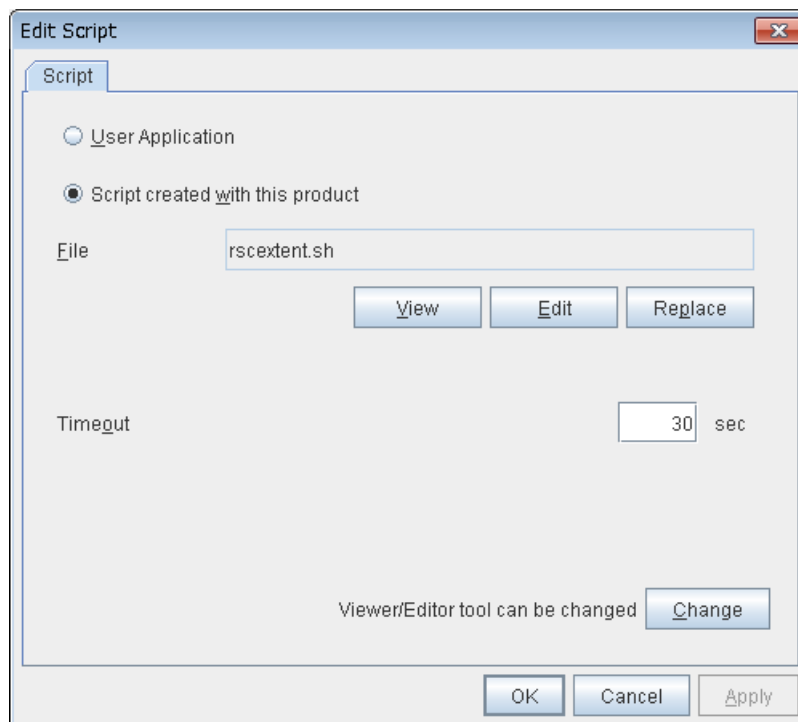 Edit Script
Script
User Application
Script created with this product
File rscextent.sh
View Edit Replace
Timeout 30 sec
Viewer/Editor tool can be changed Change
OK Cancel Apply